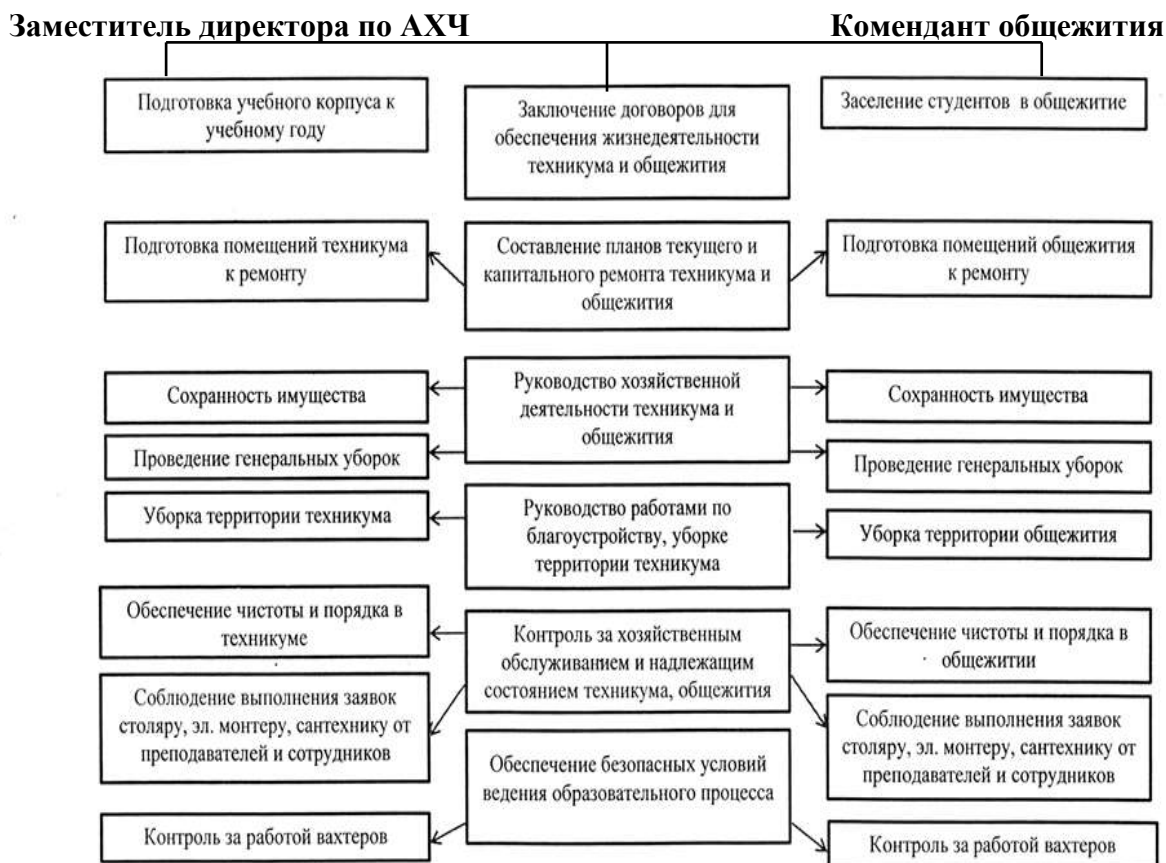 Заместитель директора по АХЧ
Комендант общежития
Подготовка учебного корпуса к
учебному году
Заключение договоров для
обеспечения жизнедеятельности
техникума и общежития
Заселение студентов в общежитие
Подготовка помещений техникума
к ремонту
Составление планов текущего и
капитального ремонта техникума и
общежития
Подготовка помещений общежития
к ремонту
Сохранность имущества
Руководство хозяйственной
деятельности техникума и
общежития
Сохранность имущества
Проведение генеральных уборок
Проведение генеральных уборок
Уборка территории техникума
Руководство работами по
благоустройству, уборке
территории техникума
Уборка территории общежития
Обеспечение чистоты и порядка в
техникуме
Контроль за хозяйственным
обслуживанием и надлежащим
состоянием техникума, общежития
Обеспечение чистоты и порядка в
общежитии
Соблюдение выполнения заявок
столяру, эл. монтеру, сантехнику от
преподавателей и сотрудников
Соблюдение выполнения заявок
столяру, эл. монтеру, сантехнику от
преподавателей и сотрудников
Обеспечение безопасных условий
ведения образовательного процесса
Контроль за работой вахтеров
Контроль за работой вахтеров